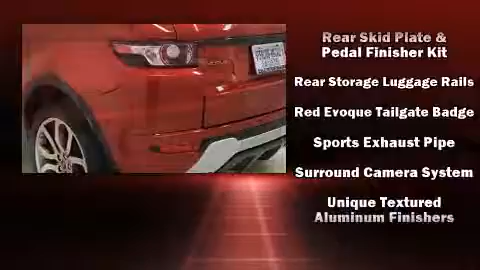 Rear Skid Plate &
Pedal Finisher Kit
Rear Storage Luggage Rails
Red Evoque Tailgate Badge
Sports Exhaust Pipe
Surround Camera System
Unique Textured
Aluminum Finishers